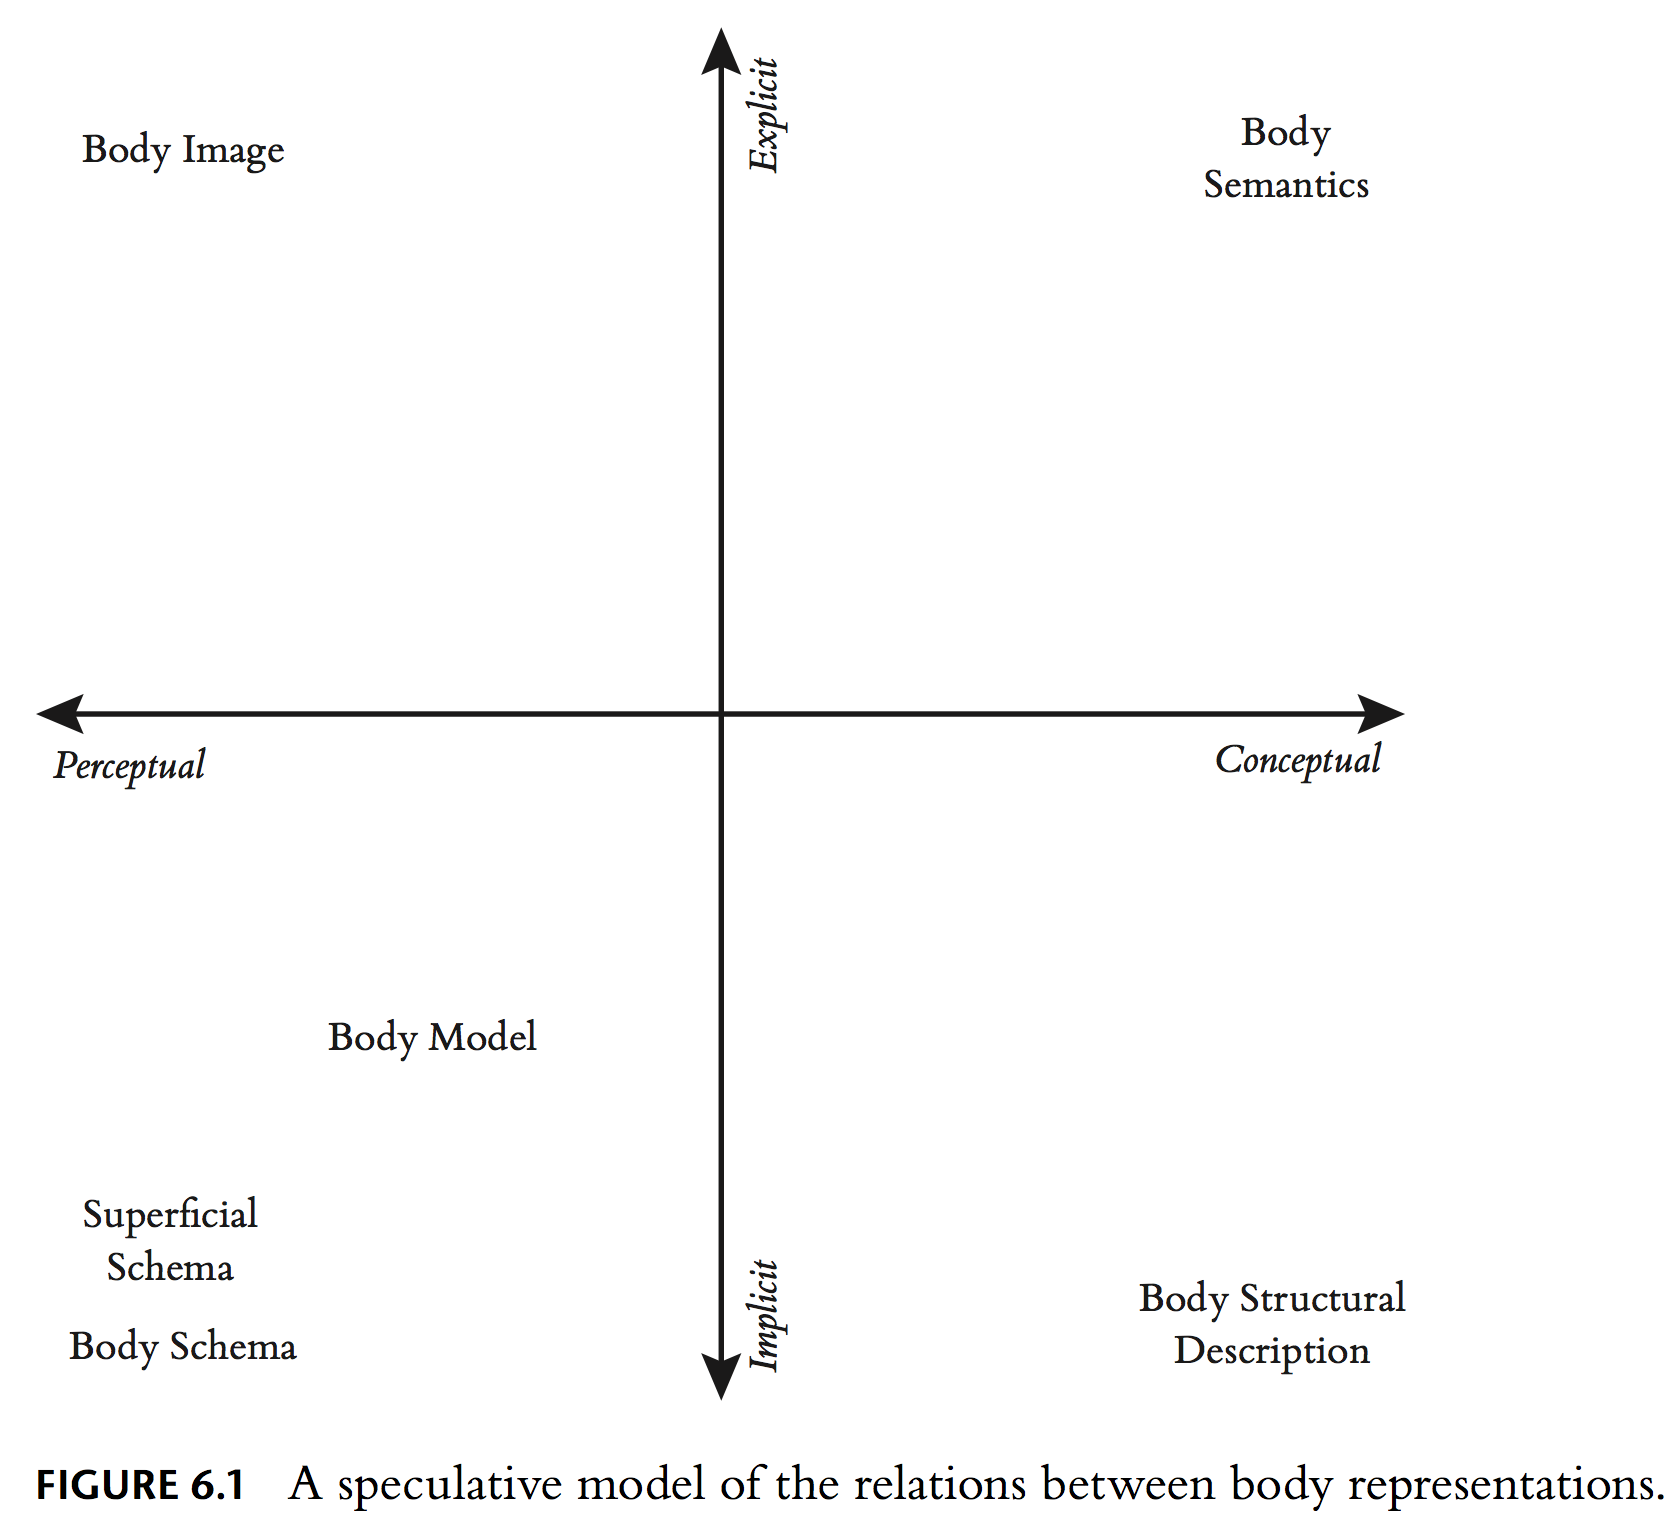 Explicit
Body Image
Body
Semantics
Perceptual
Conceptual
Body Model
Superficial
Schema
Body Schema
Implicit
Body Structural
Description
FIGURE 6.1 A speculative model of the relations between body representations.